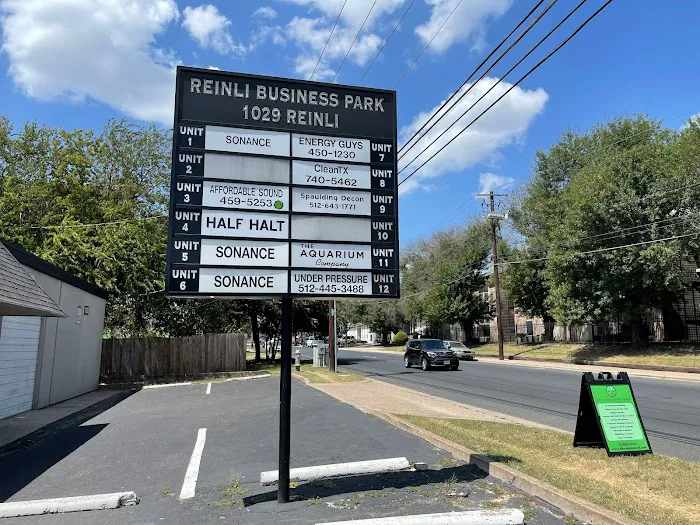 REINLI BUSINESS PARK
1029 REINLI
UNIT 1
SONANCE
UNIT 2
UNIT 3
AFFORDABLE SOUND
459-5253
UNIT 4
HALF HALT
UNIT 5
SONANCE
UNIT 6
SONANCE
ENERGY GUYS
450-1230
UNIT 7
CleanTX
740-5462
UNIT 8
Spaulding Decon
512-643-1771
UNIT 9
UNIT 10
THE
AQUARIUM
Company
UNIT 11
UNDER PRESSURE
512-445-3488
UNIT 12